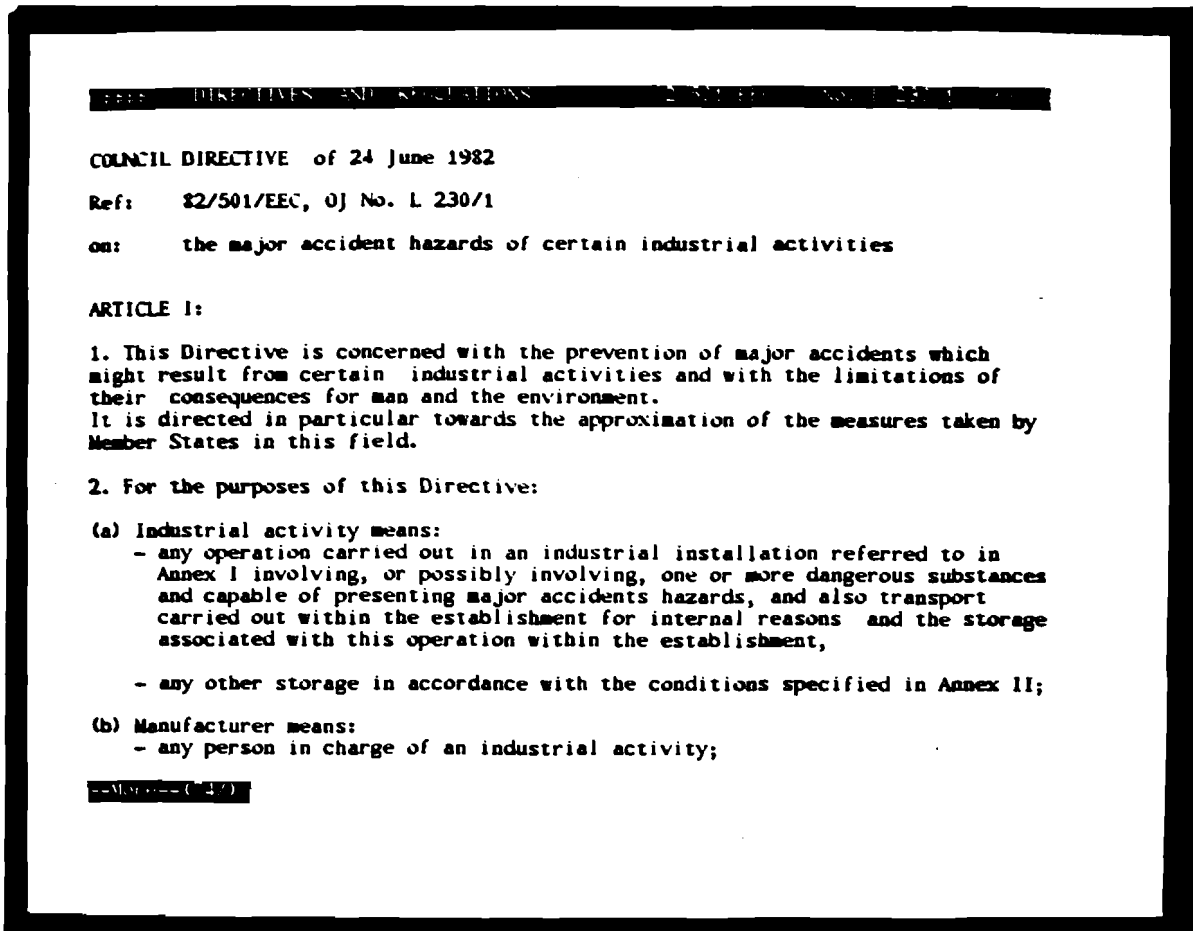 DIRECTIVES AND REGULATIONS
COUNCIL DIRECTIVE of 24 June 1982
Ref: 82/501/EEC, OJ No. L 230/1
on: the major accident hazards of certain industrial activities
ARTICLE 1:
1. This Directive is concerned with the prevention of major accidents which
might result from certain industrial activities and with the limitations of
their consequences for man and the environment.
It is directed in particular towards the approximation of the measures taken by
Member States in this field.
2. For the purposes of this Directive:
(a) Industrial activity means:
- any operation carried out in an industrial installation referred to in
Annex I involving, or possibly involving, one or more dangerous substances
and capable of presenting major accidents hazards, and also transport
carried out within the establishment for internal reasons and the storage
associated with this operation within the establishment,
- any other storage in accordance with the conditions specified in Annex II;
(b) Manufacturer means:
- any person in charge of an industrial activity;
--More--